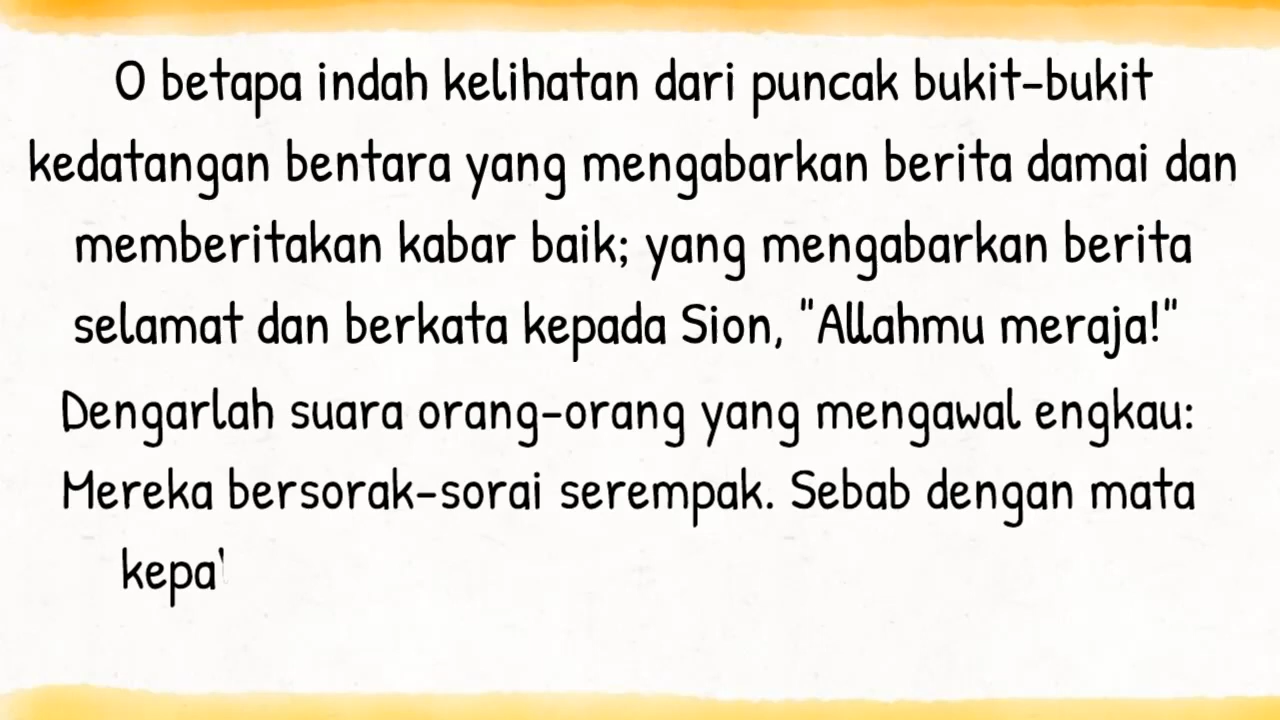 O betapa indah kelihatan dari puncak bukit-bukit
kedatangan bentara yang mengabarkan berita damai dan
memberitakan kabar baik; yang mengabarkan berita
selamat dan berkata kepada Sion, "Allahmu meraja!"
Dengarlah suara orang-orang yang mengawal engkau:
Mereka bersorak-sorai serempak. Sebab dengan mata
kepa